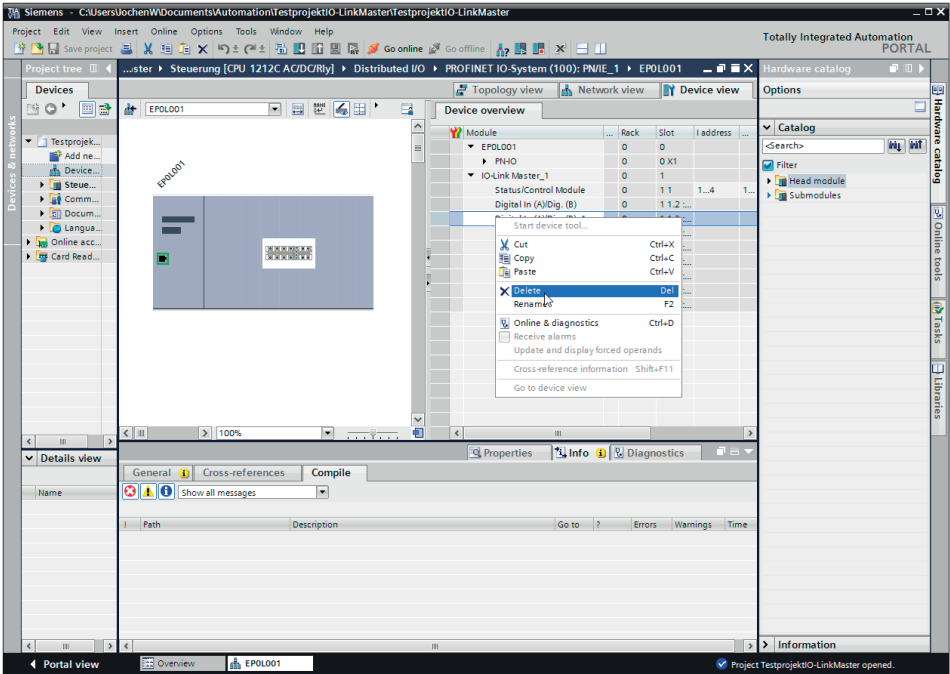 Siemens - C:\Users\JochenW\Documents\Automation\TestprojektIO-LinkMaster\TestprojektIO-LinkMaster
Project Edit View Insert Online Options Tools Window Help
Totally Integrated Automation
PORTAL
Save project
Go online
Go offline
Project tree
...ster Steuerung [CPU 1212C AC/DC/Rly] Distributed I/O PROFINET IO-System (100): PN/IE_1 EP0L001
Hardware catalog
Devices
Topology view
Network view
Device view
Options
EP0L001
Device overview
Module ... Rack Slot I address ...
Catalog
<Search>
Filter
Head module
Submodules
Testprojek...
Add ne...
Device...
Steue...
Comm...
Docum...
Langua...
Online acc...
Card Read...
Devices & networks
EP0L001
EP0L001 0 0
PN-IO 0 0 X1
IO-Link Master_1 0 1
Status/Control Module 0 1 1 1...4 1...
Digital In (A)/Dig. (B) 0 1 1.2 :...
Start device tool...
Cut Ctrl+X
Copy Ctrl+C
Paste Ctrl+V
Delete Del
Rename F2
Online & diagnostics Ctrl+D
Receive alarms
Update and display forced operands
Cross-reference information Shift+F11
Go to device view
Hardware catalog
Online tools
Tasks
Libraries
100%
Details view
Name
Properties
Info
Diagnostics
General
Cross-references
Compile
Show all messages
! Path Description Go to ? Errors Warnings Time
Information
Portal view
Overview
EP0L001
Project TestprojektIO-LinkMaster opened.